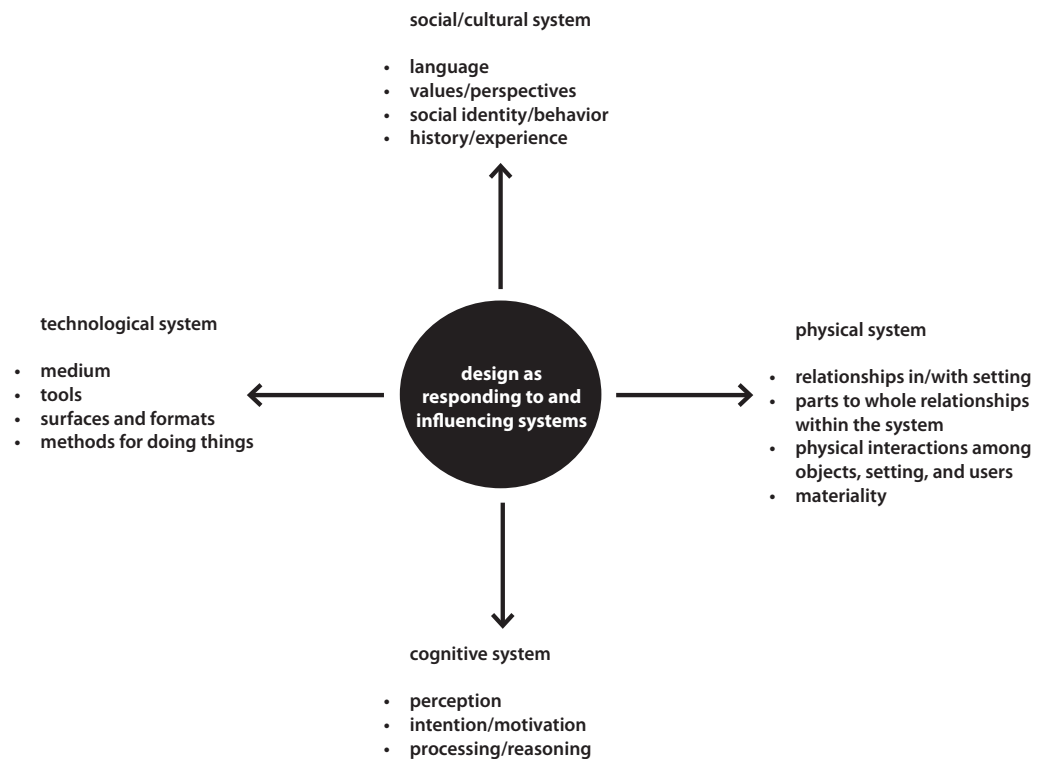 social/cultural system
• language
• values/perspectives
• social identity/behavior
• history/experience
technological system
• medium
• tools
• surfaces and formats
• methods for doing things
design as
responding to and
influencing systems
physical system
• relationships in/with setting
• parts to whole relationships
within the system
• physical interactions among
objects, setting, and users
• materiality
cognitive system
• perception
• intention/motivation
• processing/reasoning